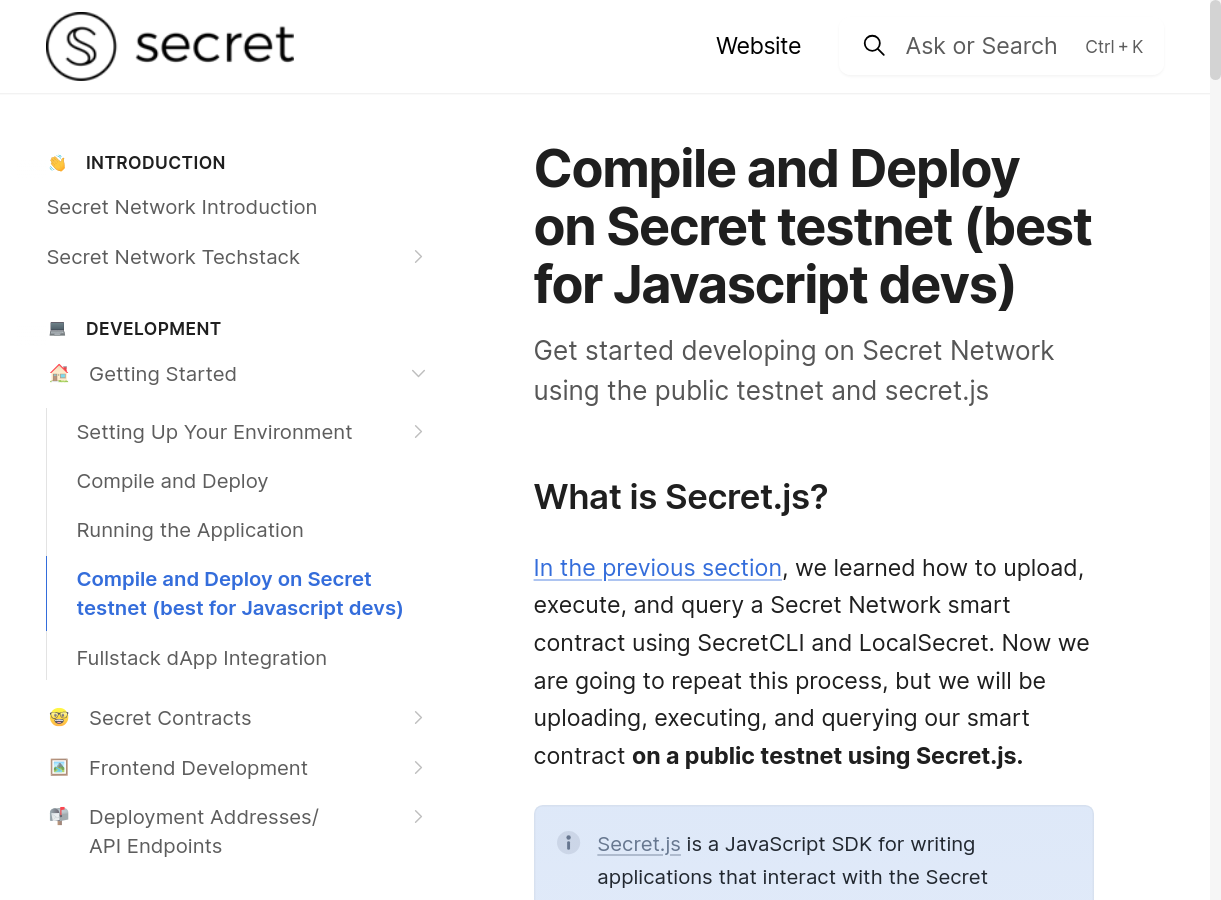 secret
Website
Ask or Search
Ctrl + K
INTRODUCTION
Secret Network Introduction
Secret Network Techstack
DEVELOPMENT
Getting Started
Setting Up Your Environment
Compile and Deploy
Running the Application
Compile and Deploy on Secret
testnet (best for Javascript devs)
Fullstack dApp Integration
Secret Contracts
Frontend Development
Deployment Addresses/
API Endpoints
Compile and Deploy
on Secret testnet (best
for Javascript devs)
Get started developing on Secret Network
using the public testnet and secret.js
What is Secret.js?
In the previous section, we learned how to upload,
execute, and query a Secret Network smart
contract using SecretCLI and LocalSecret. Now we
are going to repeat this process, but we will be
uploading, executing, and querying our smart
contract on a public testnet using Secret.js.
Secret.js is a JavaScript SDK for writing
applications that interact with the Secret